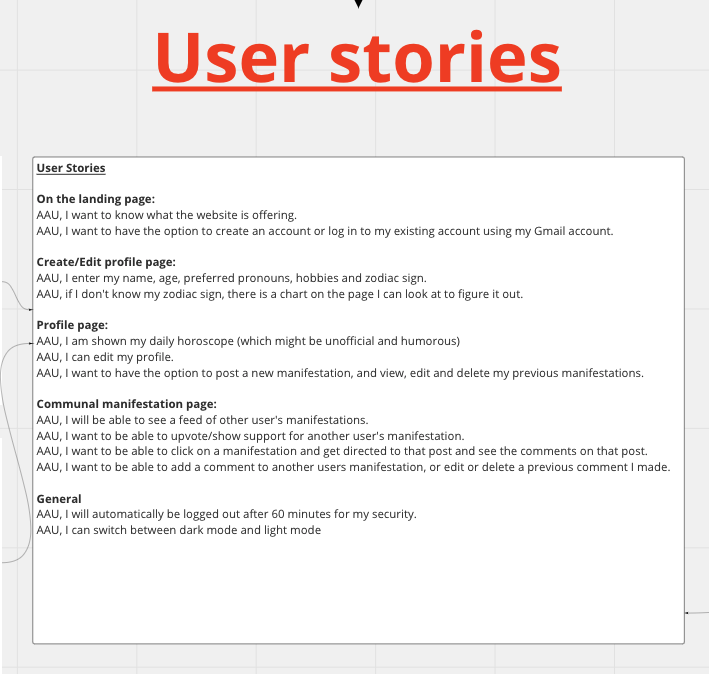 User stories
User Stories
On the landing page:
AAU, I want to know what the website is offering.
AAU, I want to have the option to create an account or log in to my existing account using my Gmail account.
Create/Edit profile page:
AAU, I enter my name, age, preferred pronouns, hobbies and zodiac sign.
AAU, if I don't know my zodiac sign, there is a chart on the page I can look at to figure it out.
Profile page:
AAU, I am shown my daily horoscope (which might be unofficial and humorous)
AAU, I can edit my profile.
AAU, I want to have the option to post a new manifestation, and view, edit and delete my previous manifestations.
Communal manifestation page:
AAU, I will be able to see a feed of other user's manifestations.
AAU, I want to be able to upvote/show support for another user's manifestation.
AAU, I want to be able to click on a manifestation and get directed to that post and see the comments on that post.
AAU, I want to be able to add a comment to another users manifestation, or edit or delete a previous comment I made.
General
AAU, I will automatically be logged out after 60 minutes for my security.
AAU, I can switch between dark mode and light mode